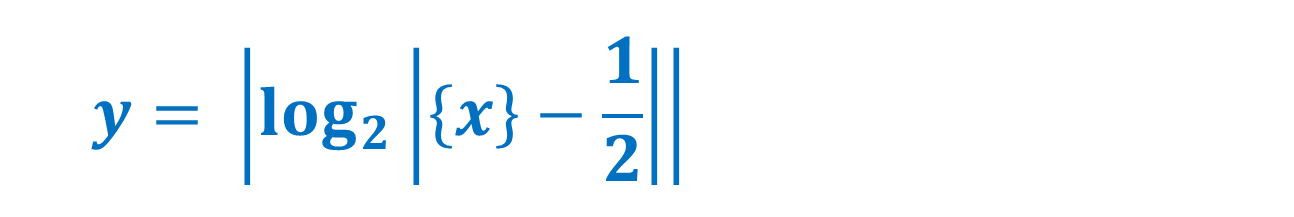 y = |log₂ |{x} − 1/2||